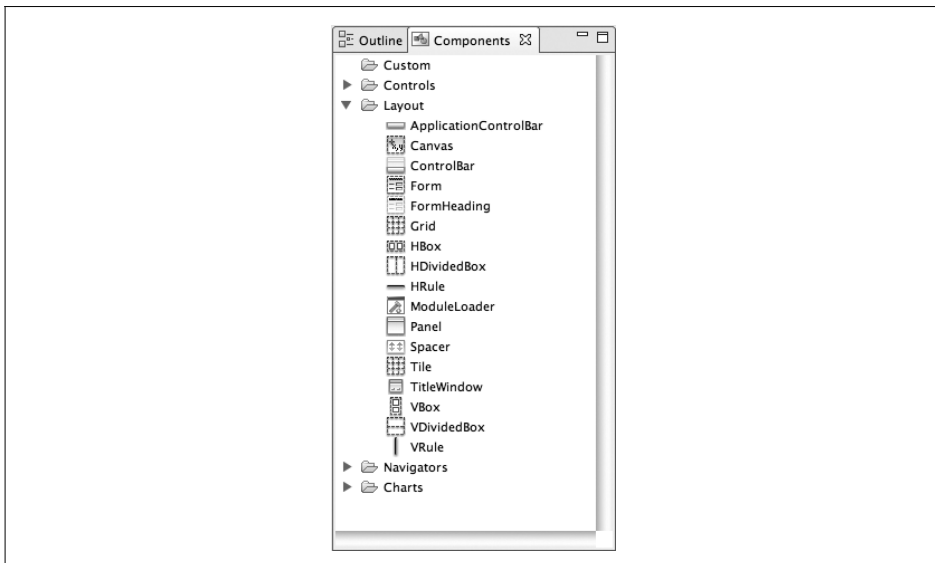 Outline Components
Custom
Controls
Layout
ApplicationControlBar
Canvas
ControlBar
Form
FormHeading
Grid
HBox
HDividedBox
HRule
ModuleLoader
Panel
Spacer
Tile
TitleWindow
VBox
VDividedBox
VRule
Navigators
Charts